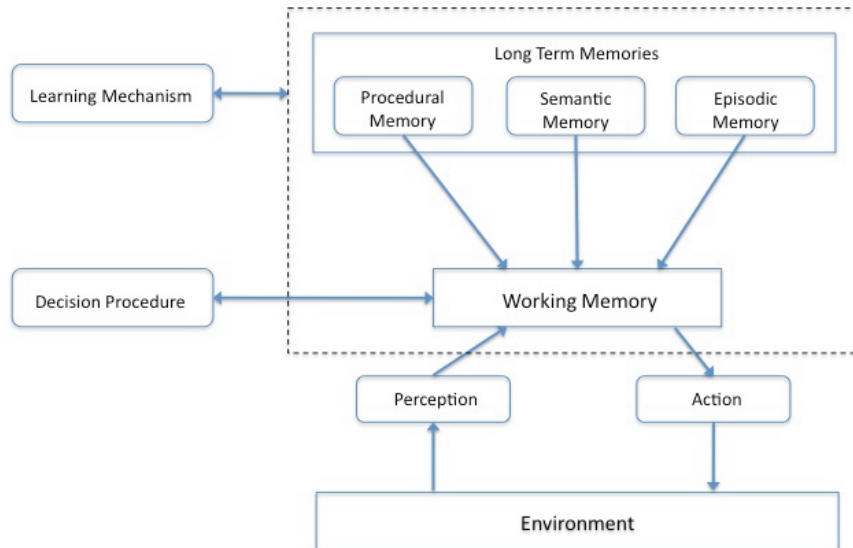 Long Term Memories
Learning Mechanism
Procedural
Memory
Semantic
Memory
Episodic
Memory
Decision Procedure
Working Memory
Perception
Action
Environment